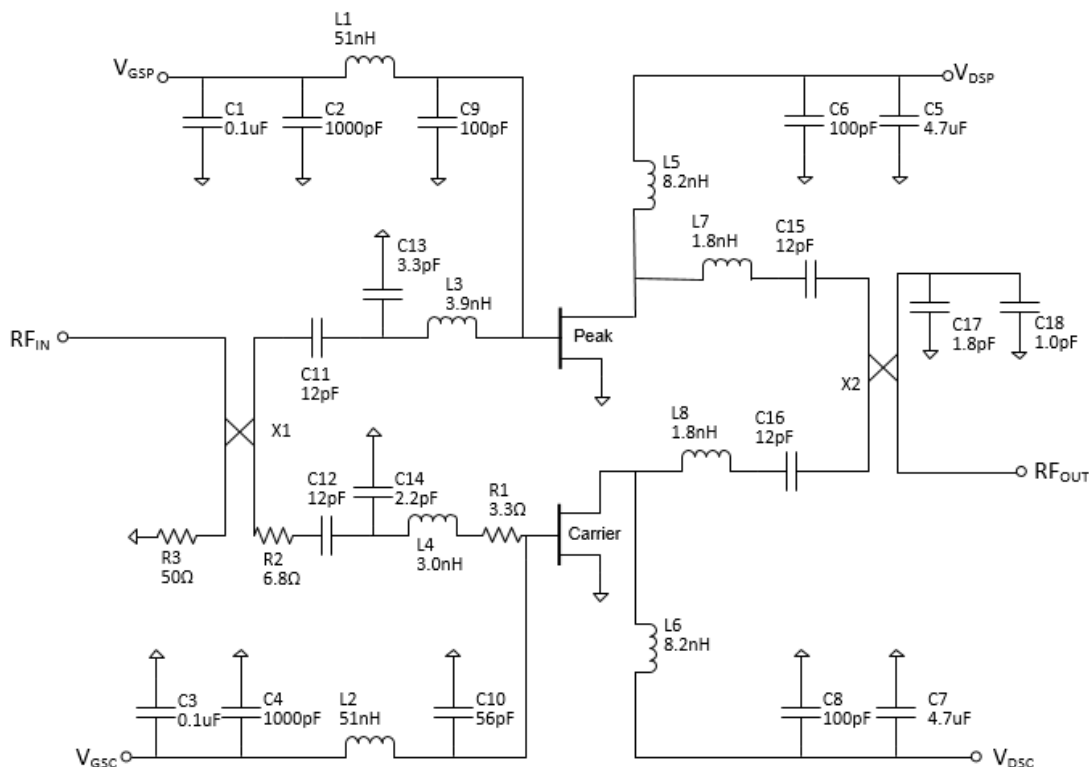 L1
51nH
VGSP
VDSP
C1
0.1uF
C2
1000pF
C9
100pF
C6
100pF
C5
4.7uF
L5
8.2nH
L7
1.8nH
C15
12pF
C13
3.3pF
L3
3.9nH
RFIN
Peak
C17
1.8pF
C18
1.0pF
C11
12pF
X2
X1
L8
1.8nH
C16
12pF
C12
12pF
C14
2.2pF
R1
3.3Ω
RFOUT
Carrier
R3
50Ω
R2
6.8Ω
L4
3.0nH
L6
8.2nH
C3
0.1uF
C4
1000pF
L2
51nH
C10
56pF
C8
100pF
C7
4.7uF
VGSC
VDSC